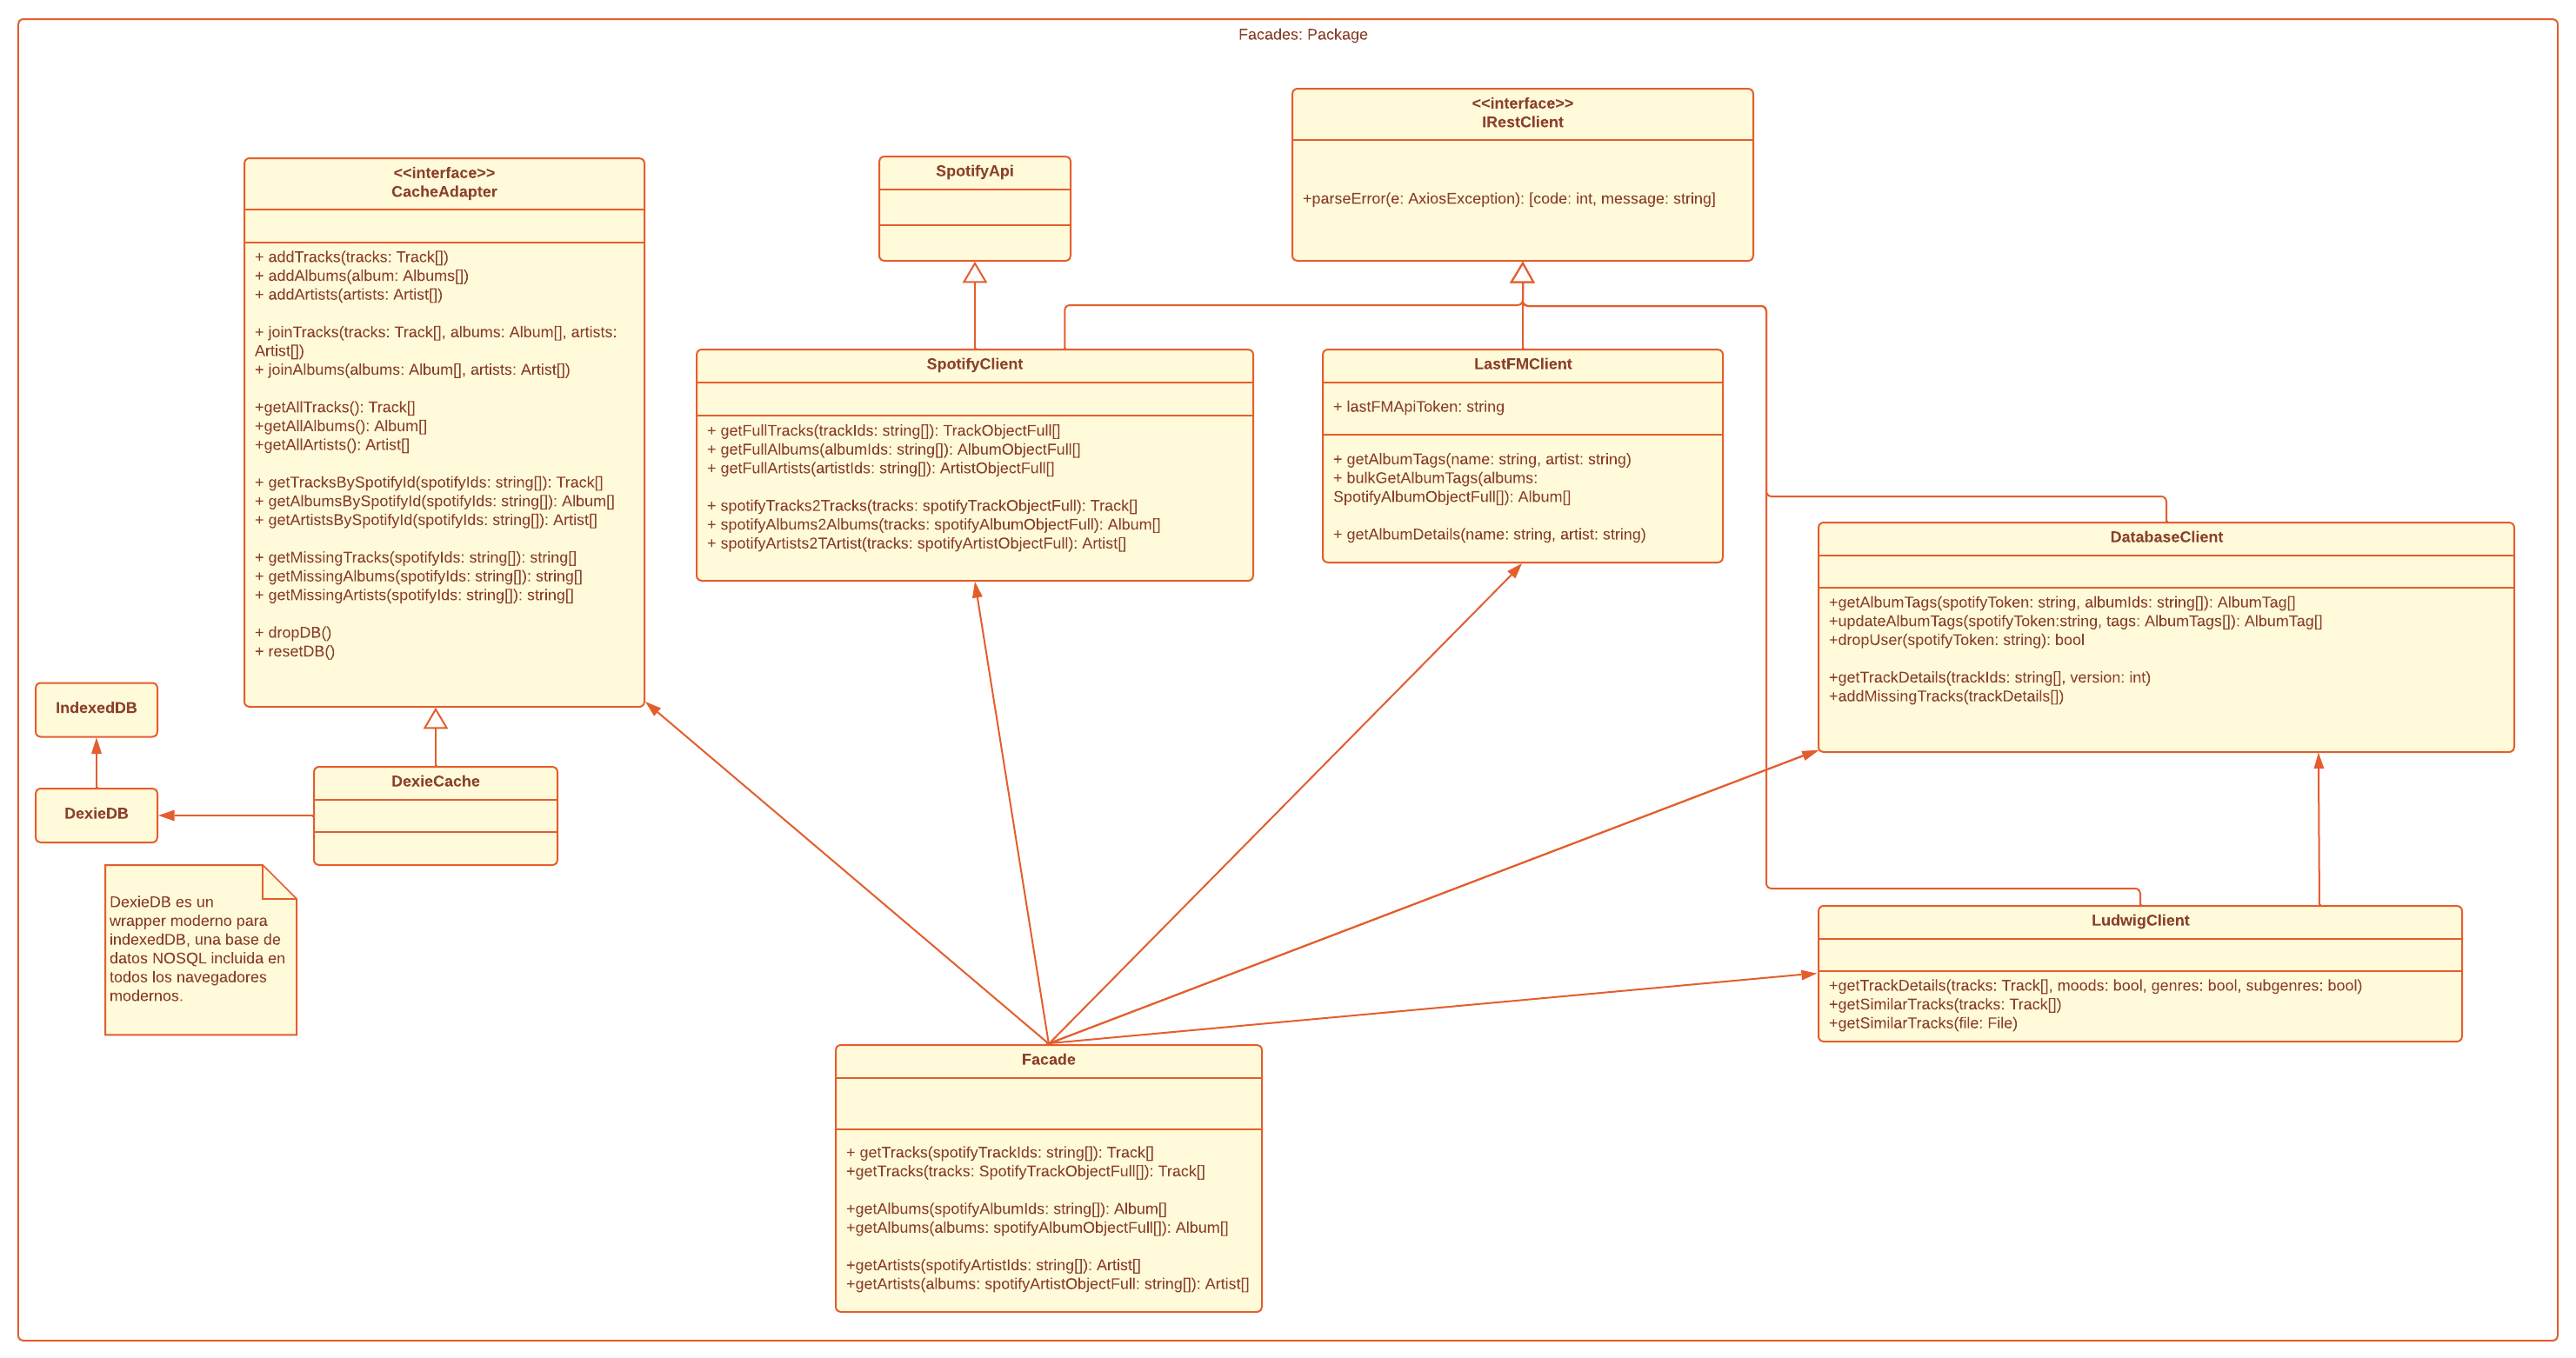 Facades: Package
<<interface>>
CacheAdapter
+ addTracks(tracks: Track[])
+ addAlbums(album: Albums[])
+ addArtists(artists: Artist[])
+ joinTracks(tracks: Track[], albums: Album[], artists:
Artist[])
+ joinAlbums(albums: Album[], artists: Artist[])
+getAllTracks(): Track[]
+getAllAlbums(): Album[]
+getAllArtists(): Artist[]
+ getTracksBySpotifyId(spotifyIds: string[]): Track[]
+ getAlbumsBySpotifyId(spotifyIds: string[]): Album[]
+ getArtistsBySpotifyId(spotifyIds: string[]): Artist[]
+ getMissingTracks(spotifyIds: string[]): string[]
+ getMissingAlbums(spotifyIds: string[]): string[]
+ getMissingArtists(spotifyIds: string[]): string[]
+ dropDB()
+ resetDB()
SpotifyApi
<<interface>>
IRestClient
+parseError(e: AxiosException): [code: int, message: string]
SpotifyClient
+ getFullTracks(trackIds: string[]): TrackObjectFull[]
+ getFullAlbums(albumIds: string[]): AlbumObjectFull[]
+ getFullArtists(artistIds: string[]): ArtistObjectFull[]
+ spotifyTracks2Tracks(tracks: spotifyTrackObjectFull): Track[]
+ spotifyAlbums2Albums(tracks: spotifyAlbumObjectFull): Album[]
+ spotifyArtists2TArtist(tracks: spotifyArtistObjectFull): Artist[]
LastFMClient
+ lastFMApiToken: string
+ getAlbumTags(name: string, artist: string)
+ bulkGetAlbumTags(albums:
SpotifyAlbumObjectFull[]): Album[]
+ getAlbumDetails(name: string, artist: string)
DatabaseClient
+getAlbumTags(spotifyToken: string, albumIds: string[]): AlbumTag[]
+updateAlbumTags(spotifyToken:string, tags: AlbumTags[]): AlbumTag[]
+dropUser(spotifyToken: string): bool
+getTrackDetails(trackIds: string[], version: int)
+addMissingTracks(trackDetails[])
IndexedDB
DexieDB
DexieCache
DexieDB es un
wrapper moderno para
indexedDB, una base de
datos NOSQL incluida en
todos los navegadores
modernos.
LudwigClient
+getTrackDetails(tracks: Track[], moods: bool, genres: bool, subgenres: bool)
+getSimilarTracks(tracks: Track[])
+getSimilarTracks(file: File)
Facade
+ getTracks(spotifyTrackIds: string[]): Track[]
+getTracks(tracks: SpotifyTrackObjectFull[]): Track[]
+getAlbums(spotifyAlbumIds: string[]): Album[]
+getAlbums(albums: spotifyAlbumObjectFull[]): Album[]
+getArtists(spotifyArtistIds: string[]): Artist[]
+getArtists(albums: spotifyArtistObjectFull: string[]): Artist[]